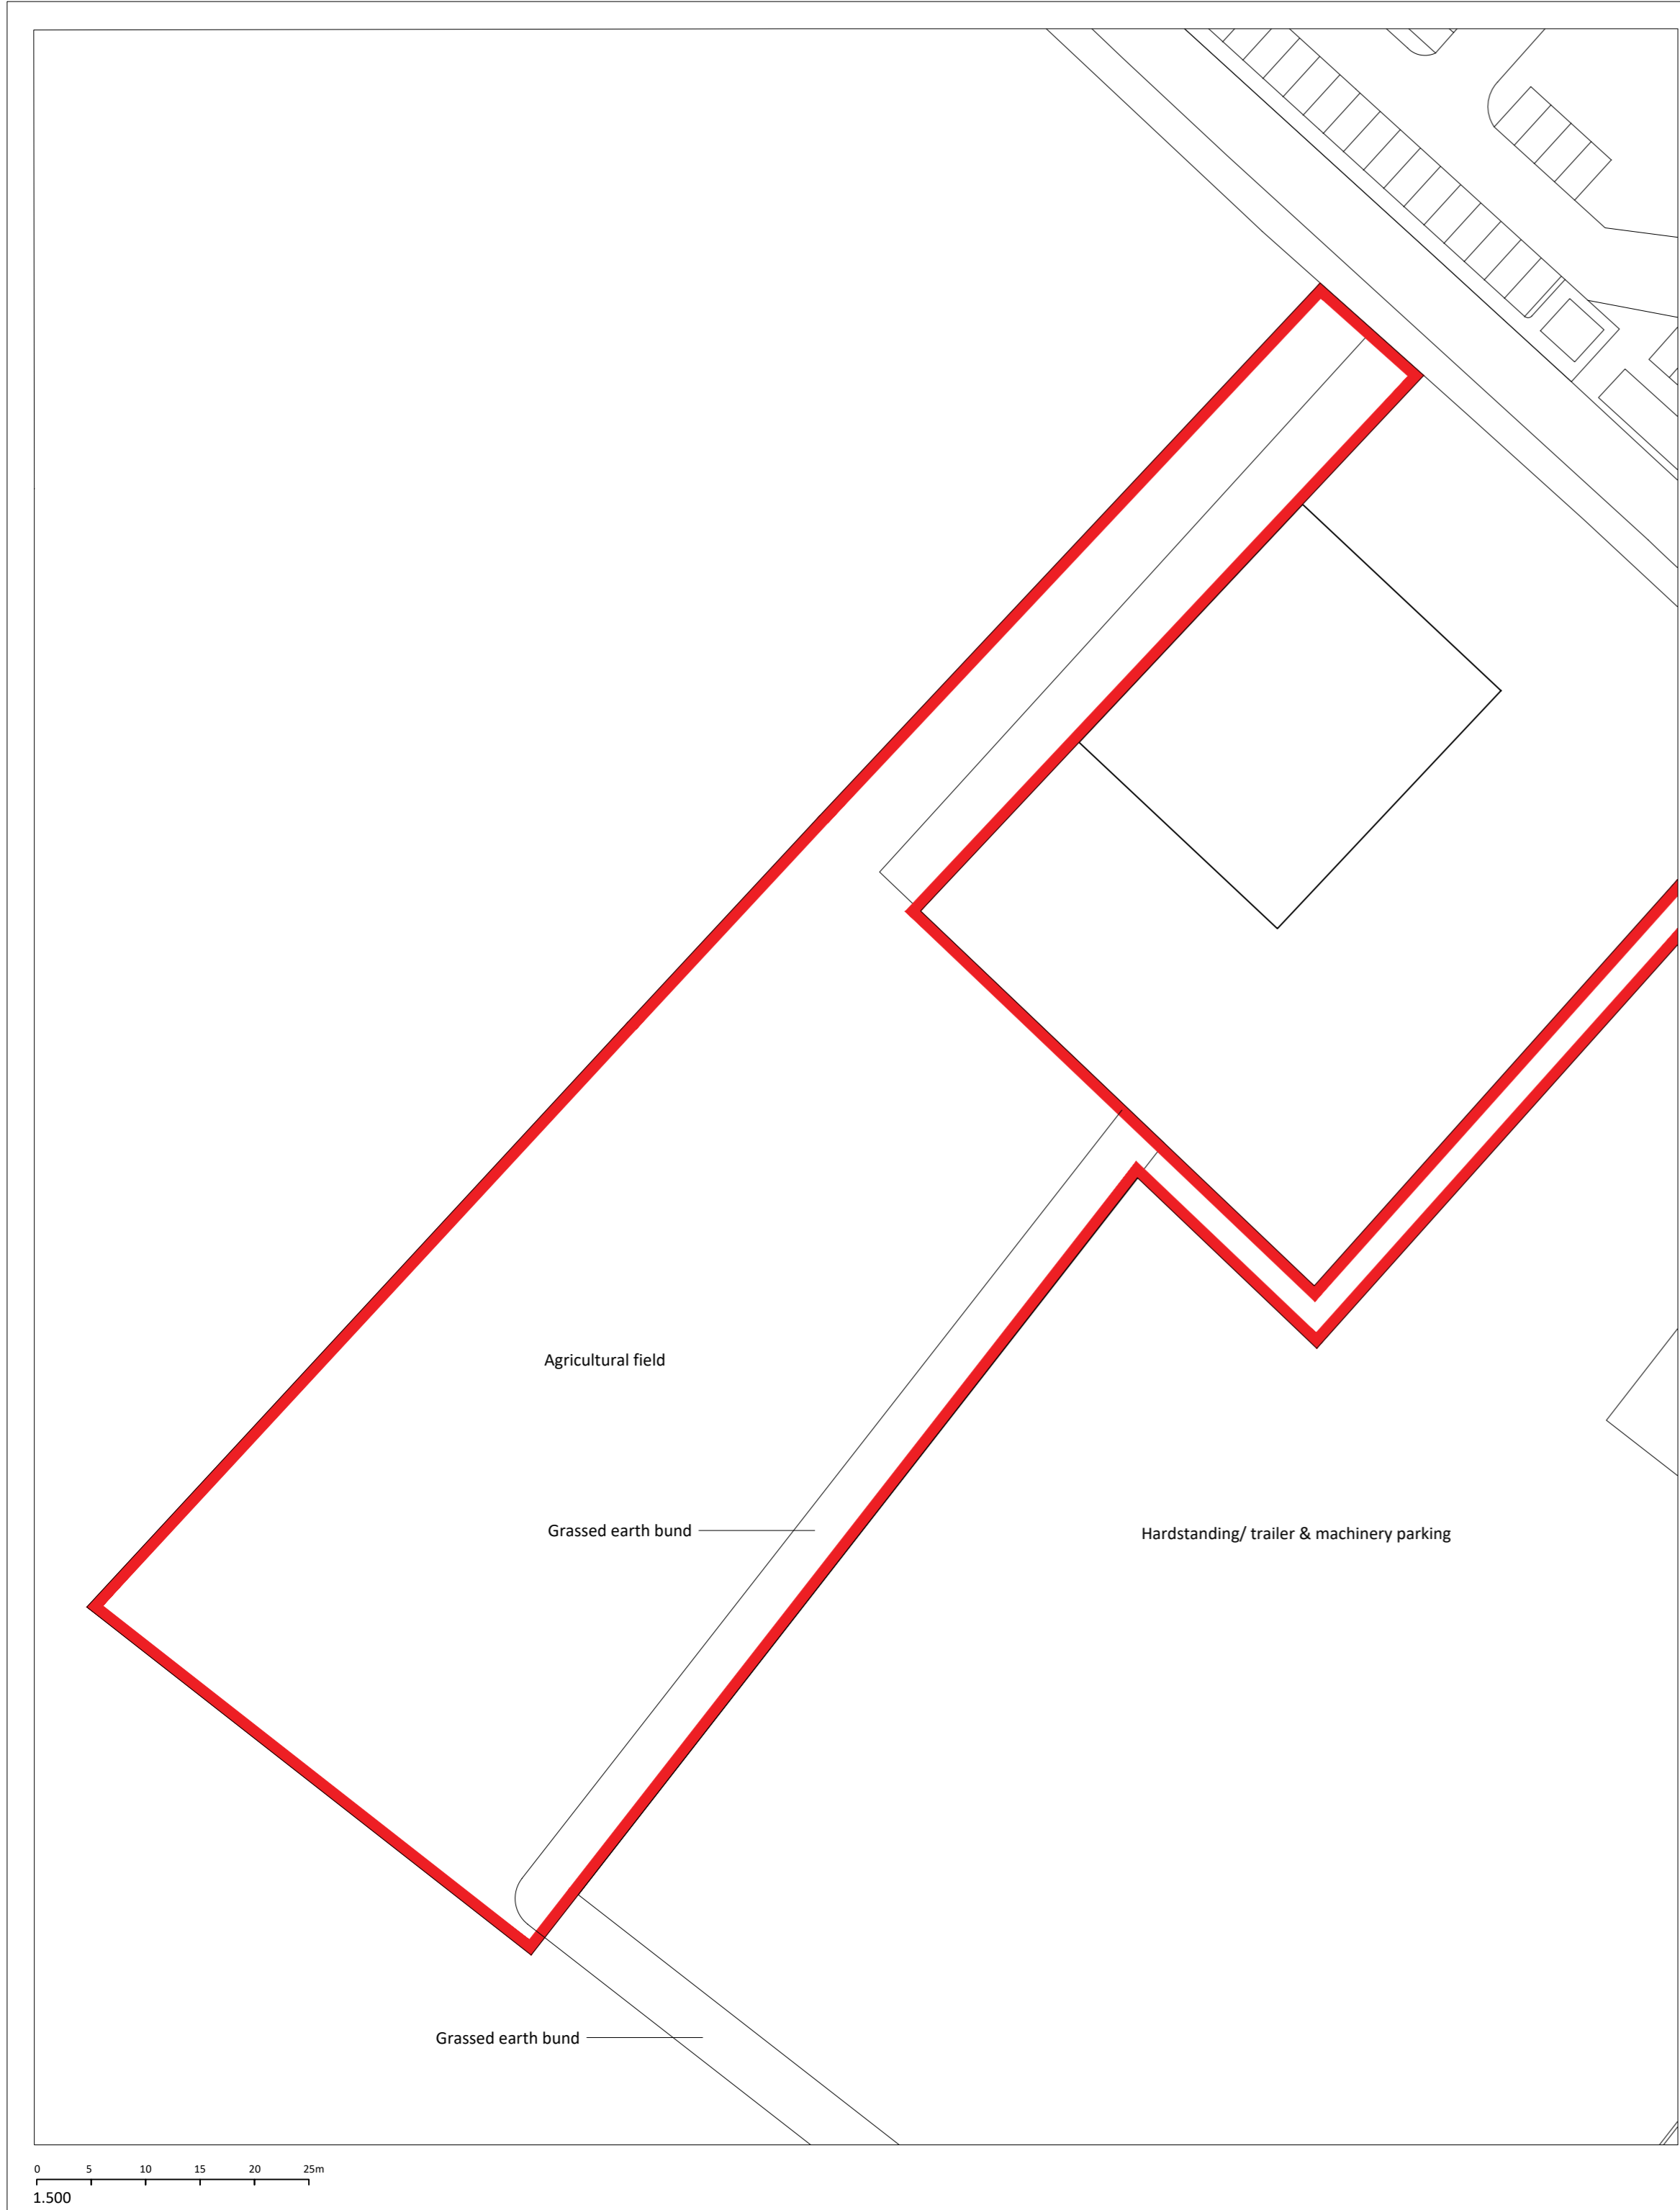 Agricultural field
Grassed earth bund
Hardstanding/ trailer & machinery parking
Grassed earth bund
0 5 10 15 20 25m
1.500